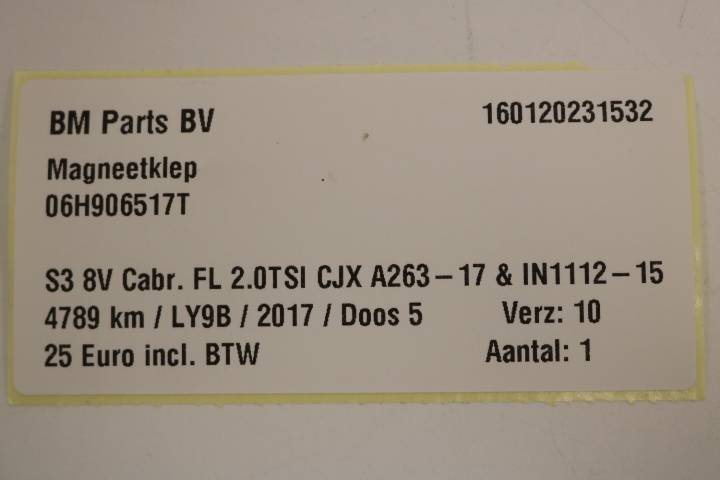 BM Parts BV 160120231532
Magneetklep
06H906517T
S3 8V Cabr. FL 2.0TSI CJX A263-17 & IN1112-15
4789 km / LY9B / 2017 / Doos 5 Verz: 10
25 Euro incl. BTW Aantal: 1